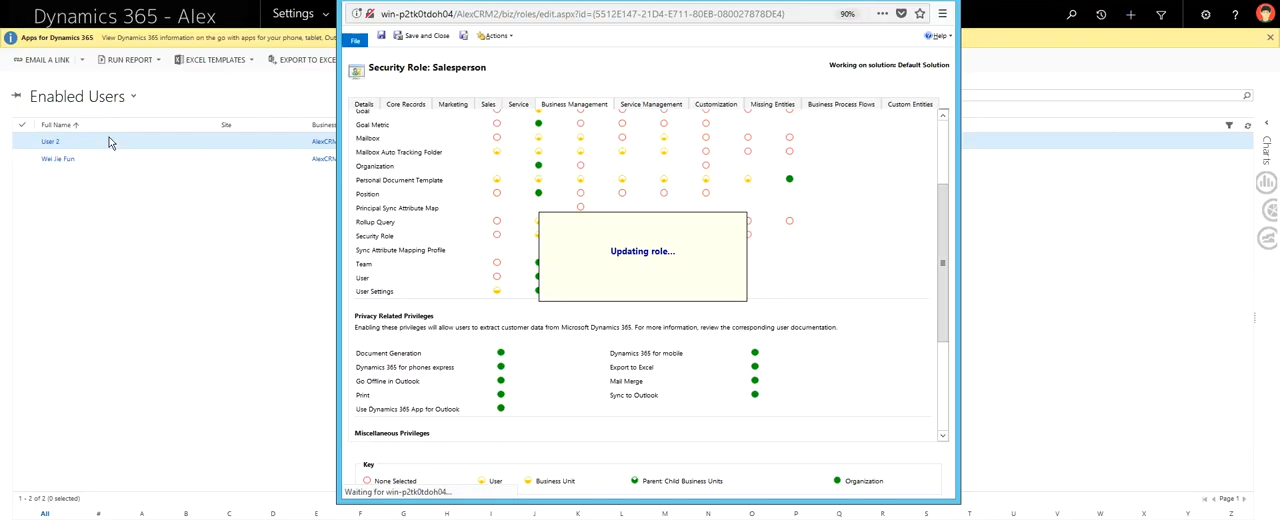 Dynamics 365 - Alex
Settings
Apps for Dynamics 365 View Dynamics 365 information on the go with apps for your phone, tablet, Out
EMAIL A LINK
RUN REPORT
EXCEL TEMPLATES
EXPORT TO EXCE
Enabled Users
Full Name
Site
Business
User 2
AlexCRM
Wei Jie Fun
AlexCRM
Charts
win-p2tk0tdoh04/AlexCRM2/biz/roles/edit.aspx?id={5512E147-21D4-E711-80EB-080027878DE4}
90%
File
Save and Close
Actions
Help
Security Role: Salesperson
Working on solution: Default Solution
Details
Core Records
Marketing
Sales
Service
Business Management
Service Management
Customization
Missing Entities
Business Process Flows
Custom Entities
Goal
Goal Metric
Mailbox
Mailbox Auto Tracking Folder
Organization
Personal Document Template
Position
Principal Sync Attribute Map
Rollup Query
Security Role
Sync Attribute Mapping Profile
Team
User
User Settings
Updating role...
Privacy Related Privileges
Enabling these privileges will allow users to extract customer data from Microsoft Dynamics 365. For more information, review the corresponding user documentation.
Document Generation
Dynamics 365 for mobile
Dynamics 365 for phones express
Export to Excel
Go Offline in Outlook
Mail Merge
Print
Sync to Outlook
Use Dynamics 365 App for Outlook
Miscellaneous Privileges
Key
None Selected
User
Business Unit
Parent: Child Business Units
Organization
Waiting for win-p2tk0tdoh04...
1 - 2 of 2 (0 selected)
Page 1
All # A B C D E F G H I J K L M N O P Q R S T U V W X Y Z